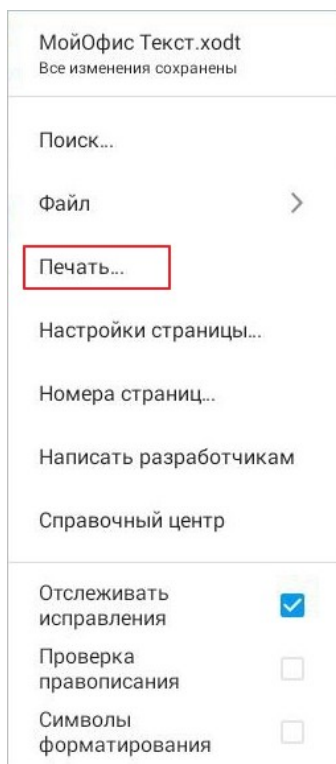 МойОфис Текст.xodt
Все изменения сохранены
Поиск...
Файл
Печать...
Настройки страницы...
Номера страниц...
Написать разработчикам
Справочный центр
Отслеживать
исправления
Проверка
правописания
Символы
форматирования